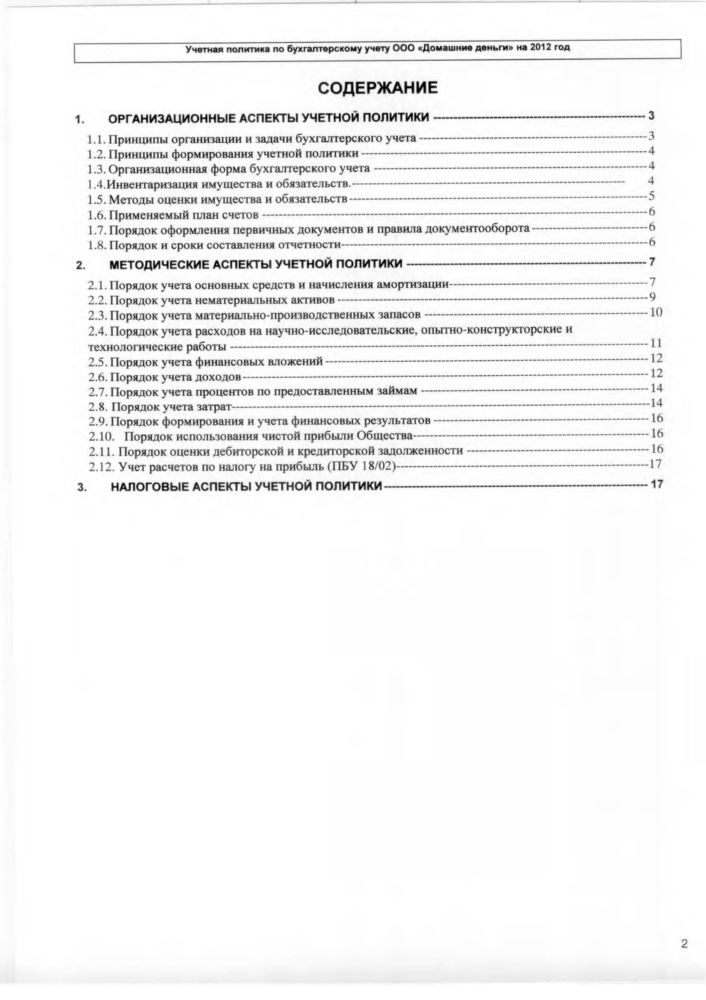 Учетная политика по бухгалтерскому учету ООО «Домашние деньги» на 2012 год
СОДЕРЖАНИЕ
1. ОРГАНИЗАЦИОННЫЕ АСПЕКТЫ УЧЕТНОЙ ПОЛИТИКИ 3
1.1. Принципы организации и задачи бухгалтерского учета 3
1.2. Принципы формирования учетной политики 4
1.3. Организационная форма бухгалтерского учета 4
1.4.Инвентаризация имущества и обязательств. 4
1.5. Методы оценки имущества и обязательств 5
1.6. Применяемый план счетов 6
1.7. Порядок оформления первичных документов и правила документооборота 6
1.8. Порядок и сроки составления отчетности 6
2. МЕТОДИЧЕСКИЕ АСПЕКТЫ УЧЕТНОЙ ПОЛИТИКИ 7
2.1. Порядок учета основных средств и начисления амортизации 7
2.2. Порядок учета нематериальных активов 9
2.3. Порядок учета материально-производственных запасов 10
2.4. Порядок учета расходов на научно-исследовательские, опытно-конструкторские и
технологические работы 11
2.5. Порядок учета финансовых вложений 12
2.6. Порядок учета доходов 12
2.7. Порядок учета процентов по предоставленным займам 14
2.8. Порядок учета затрат 14
2.9. Порядок формирования и учета финансовых результатов 16
2.10. Порядок использования чистой прибыли Общества 16
2.11. Порядок оценки дебиторской и кредиторской задолженности 16
2.12. Учет расчетов по налогу на прибыль (ПБУ 18/02) 17
3. НАЛОГОВЫЕ АСПЕКТЫ УЧЕТНОЙ ПОЛИТИКИ 17
2